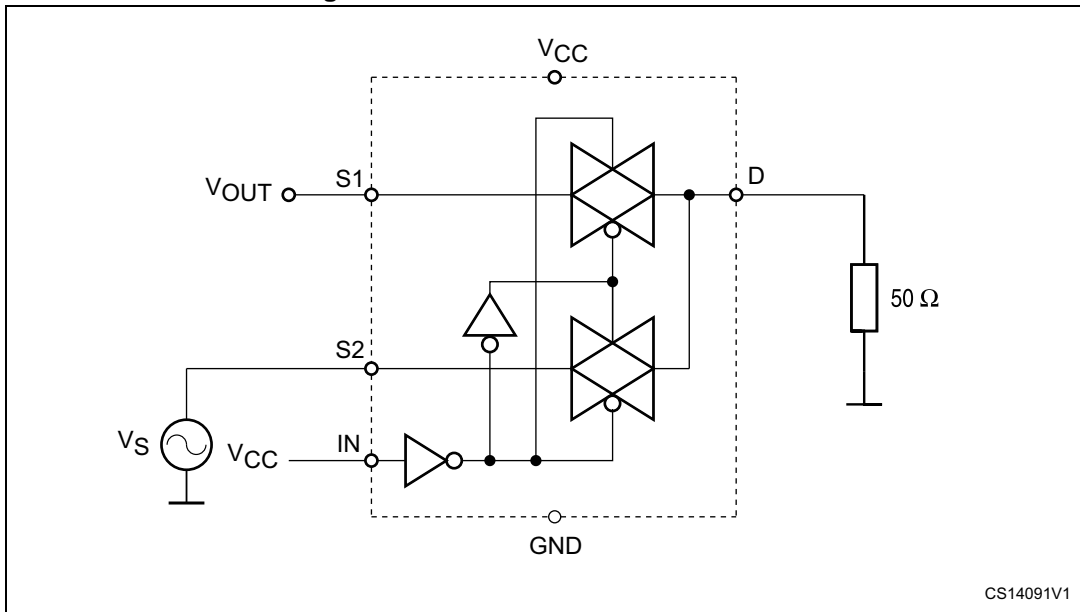 g
VCC
VOUT
S1
D
50 Ω
S2
VS
VCC
IN
GND
CS14091V1